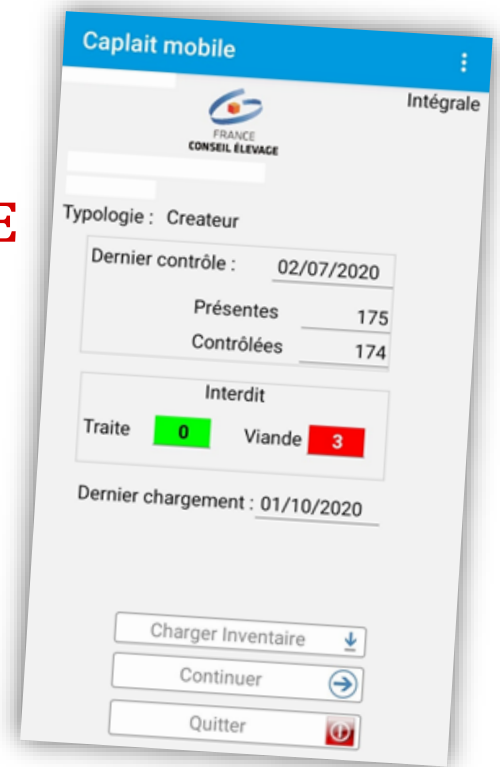 Caplait mobile
Intégrale
FRANCE
CONSEIL ÉLEVAGE
E
Typologie : Createur
Dernier contrôle : 02/07/2020
Présentes 175
Contrôlées 174
Interdit
Traite 0 Viande 3
Dernier chargement : 01/10/2020
Charger Inventaire
Continuer
Quitter